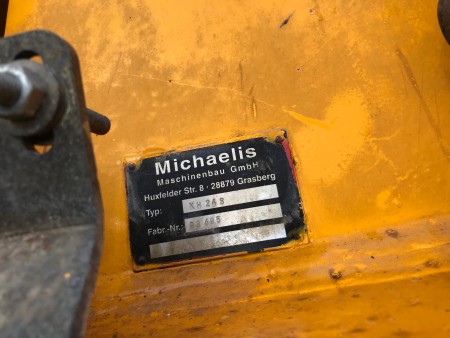 Michaelis
Maschinenbau GmbH
Huxfelder Str. 8 · 28879 Grasberg
Typ:
Fabr.-Nr.: